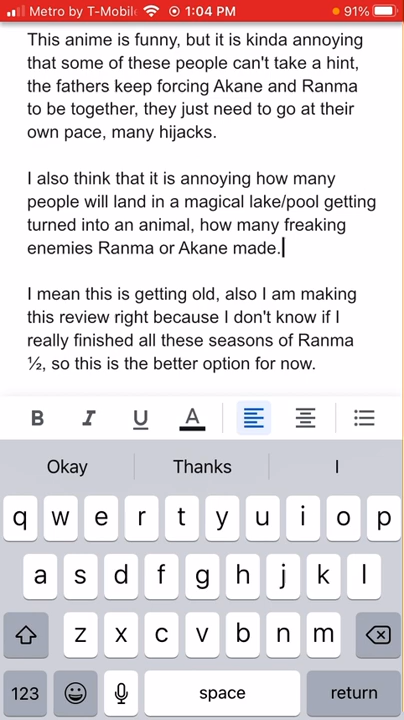 Metro by T-Mobile 1:04 PM 91%
This anime is funny, but it is kinda annoying
that some of these people can't take a hint,
the fathers keep forcing Akane and Ranma
to be together, they just need to go at their
own pace, many hijacks.
I also think that it is annoying how many
people will land in a magical lake/pool getting
turned into an animal, how many freaking
enemies Ranma or Akane made.
I mean this is getting old, also I am making
this review right because I don't know if I
really finished all these seasons of Ranma
½, so this is the better option for now.
B I U A
Okay Thanks I
q w e r t y u i o p
a s d f g h j k l
z x c v b n m
123 space return